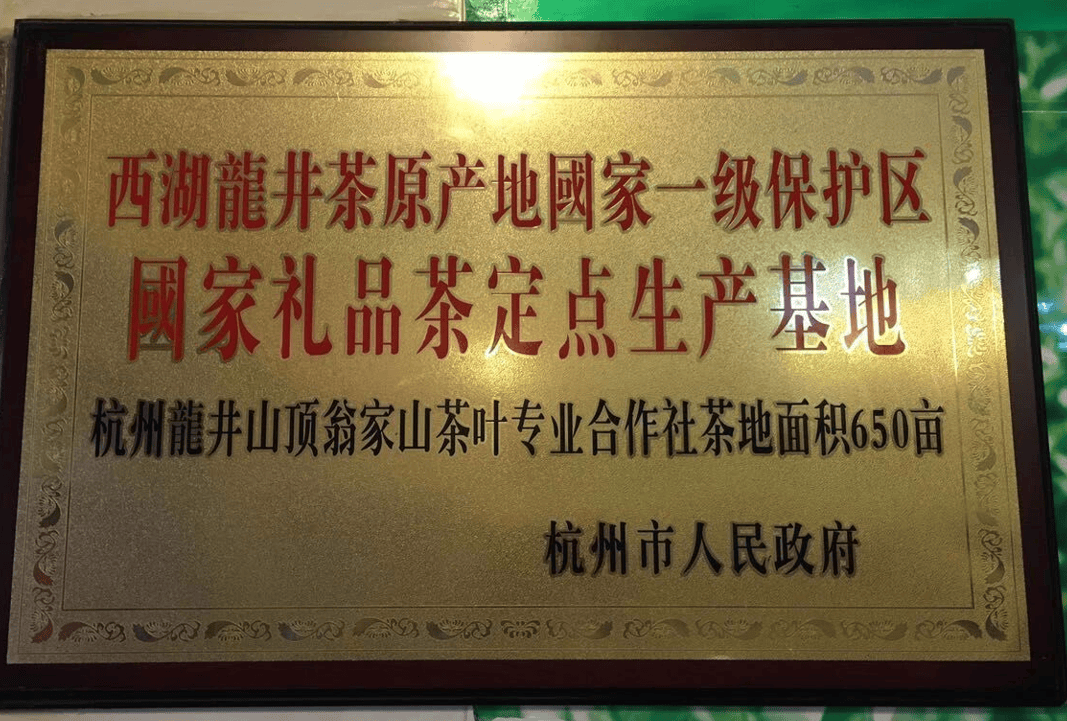 西湖龍井茶原产地國家一级保护区
國家礼品茶定点生产基地
杭州龍井山顶翁家山茶叶专业合作社茶地面积650亩
杭州市人民政府